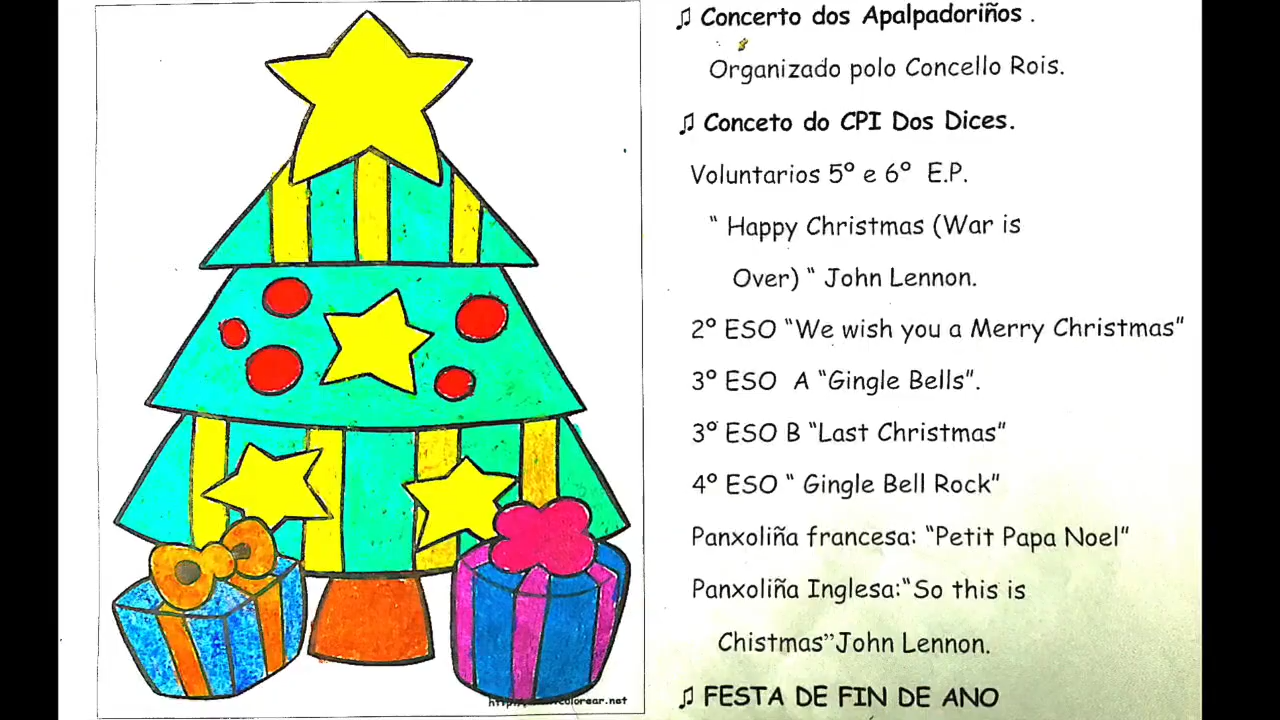 ♫ Concerto dos Apalpadoriños .
Organizado polo Concello Rois.
♫ Conceto do CPI Dos Dices.
Voluntarios 5º e 6º E.P.
“ Happy Christmas (War is
Over) “ John Lennon.
2º ESO “We wish you a Merry Christmas”
3º ESO A “Gingle Bells”.
3º ESO B “Last Christmas”
4º ESO “ Gingle Bell Rock”
Panxoliña francesa: “Petit Papa Noel”
Panxoliña Inglesa:“So this is
Chistmas”John Lennon.
♫ FESTA DE FIN DE ANO